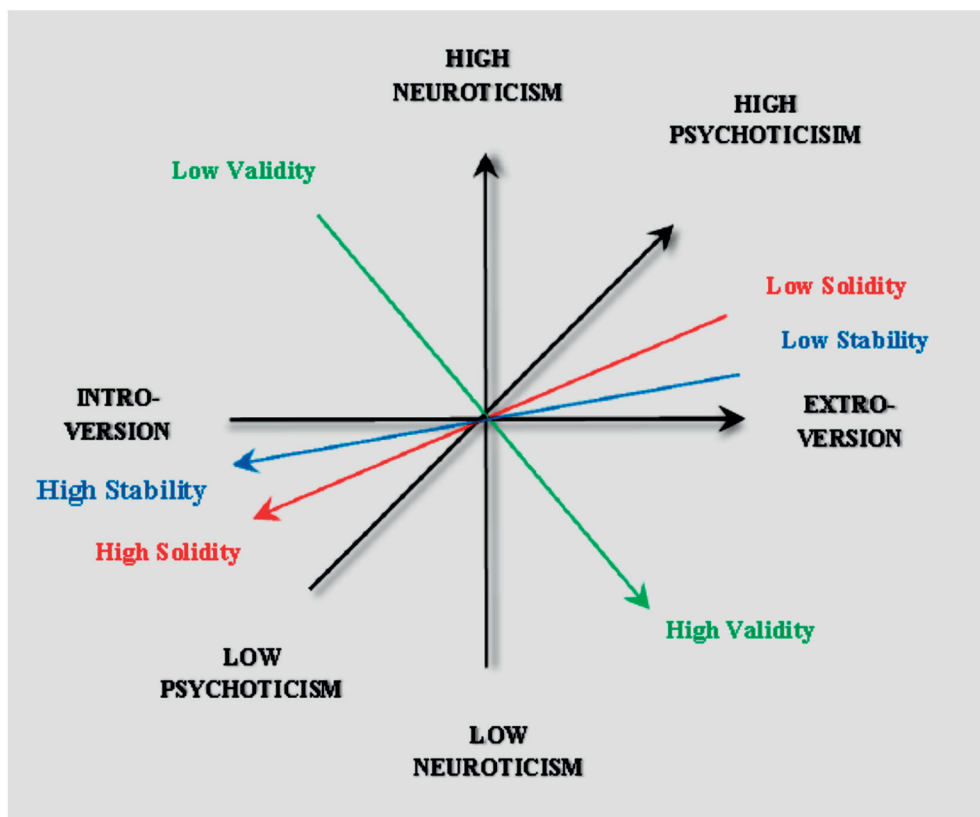 HIGH
NEUROTICISM
HIGH
PSYCHOTICISIM
Low Validity
Low Solidity
Low Stability
INTRO-
VERSION
EXTRO-
VERSION
High Stability
High Solidity
High Validity
LOW
PSYCHOTICISM
LOW
NEUROTICISM